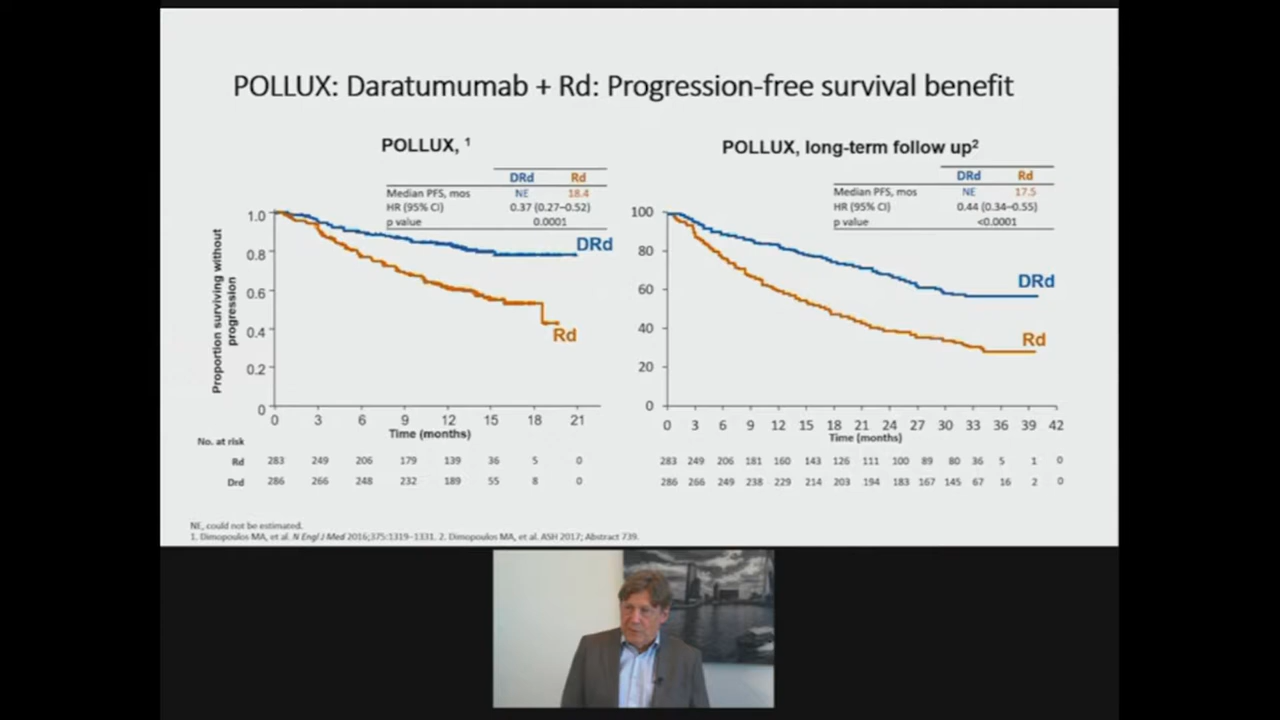 POLLUX: Daratumumab + Rd: Progression-free survival benefit
POLLUX, 1
DRd Rd
Median PFS, mos NE 18.4
HR (95% CI) 0.37 (0.27–0.52)
p value 0.0001
Proportion surviving without
progression
1.0
0.8
0.6
0.4
0.2
0
DRd
Rd
0 3 6 9 12 15 18 21
Time (months)
No. at risk
Rd 283 249 206 179 139 36 5 0
Drd 286 266 248 232 189 55 8 0
POLLUX, long-term follow up2
DRd Rd
Median PFS, mos NE 17.5
HR (95% CI) 0.44 (0.34–0.55)
p value <0.0001
100
80
60
40
20
0
DRd
Rd
0 3 6 9 12 15 18 21 24 27 30 33 36 39 42
Time (months)
283 249 206 181 160 143 126 111 100 89 80 36 5 1 0
286 266 249 238 229 214 203 194 183 167 145 67 16 2 0
NE, could not be estimated.
1. Dimopoulos MA, et al. N Engl J Med 2016;375:1319–1331. 2. Dimopoulos MA, et al. ASH 2017; Abstract 739.